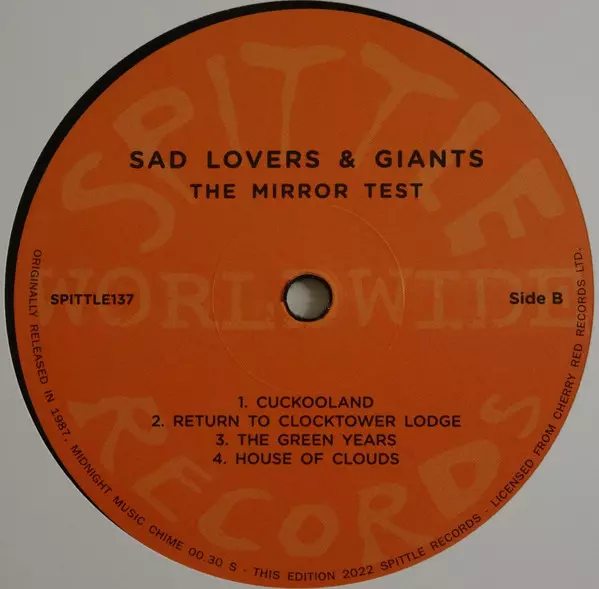 SPITTLE
WORLDWIDE
RECORDS
SAD LOVERS & GIANTS
THE MIRROR TEST
SPITTLE137
Side B
1. CUCKOOLAND
2. RETURN TO CLOCKTOWER LODGE
3. THE GREEN YEARS
4. HOUSE OF CLOUDS
ORIGINALLY RELEASED IN 1987. MIDNIGHT MUSIC CHIME 00.30 S - THIS EDITION 2022 SPITTLE RECORDS - LICENSED FROM CHERRY RED RECORDS LTD.